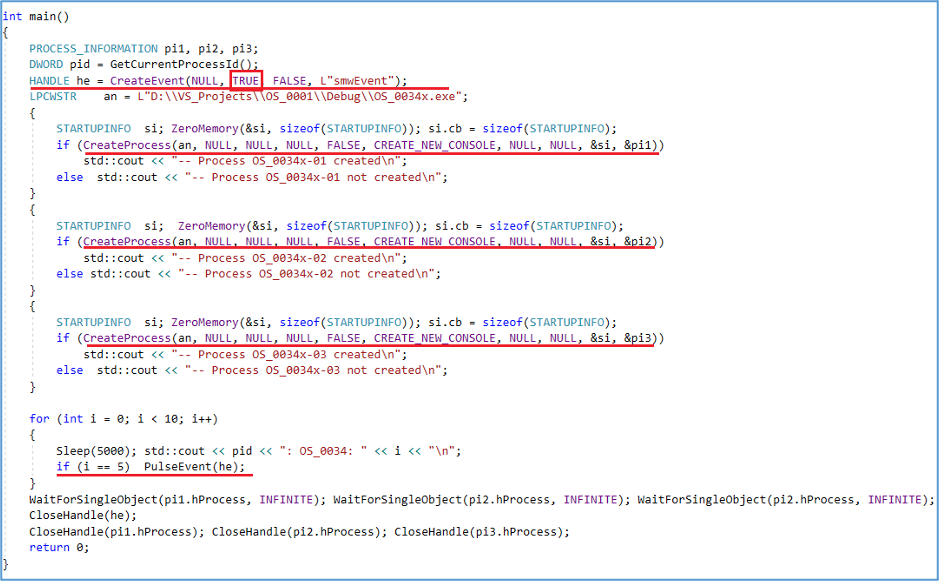 int main()
{
PROCESS_INFORMATION pi1, pi2, pi3;
DWORD pid = GetCurrentProcessId();
HANDLE he = CreateEvent(NULL, TRUE, FALSE, L"smwEvent");
LPCWSTR an = L"D:\\VS_Projects\\OS_0001\\Debug\\OS_0034x.exe";
{
STARTUPINFO si; ZeroMemory(&si, sizeof(STARTUPINFO)); si.cb = sizeof(STARTUPINFO);
if (CreateProcess(an, NULL, NULL, NULL, FALSE, CREATE_NEW_CONSOLE, NULL, NULL, &si, &pi1))
std::cout << "-- Process OS_0034x-01 created\n";
else std::cout << "-- Process OS_0034x-01 not created\n";
}
{
STARTUPINFO si; ZeroMemory(&si, sizeof(STARTUPINFO)); si.cb = sizeof(STARTUPINFO);
if (CreateProcess(an, NULL, NULL, NULL, FALSE, CREATE_NEW_CONSOLE, NULL, NULL, &si, &pi2))
std::cout << "-- Process OS_0034x-02 created\n";
else std::cout << "-- Process OS_0034x-02 not created\n";
}
{
STARTUPINFO si; ZeroMemory(&si, sizeof(STARTUPINFO)); si.cb = sizeof(STARTUPINFO);
if (CreateProcess(an, NULL, NULL, NULL, FALSE, CREATE_NEW_CONSOLE, NULL, NULL, &si, &pi3))
std::cout << "-- Process OS_0034x-03 created\n";
else std::cout << "-- Process OS_0034x-03 not created\n";
}
for (int i = 0; i < 10; i++)
{
Sleep(5000); std::cout << pid << ": OS_0034: " << i << "\n";
if (i == 5) PulseEvent(he);
}
WaitForSingleObject(pi1.hProcess, INFINITE); WaitForSingleObject(pi2.hProcess, INFINITE); WaitForSingleObject(pi2.hProcess, INFINITE);
CloseHandle(he);
CloseHandle(pi1.hProcess); CloseHandle(pi2.hProcess); CloseHandle(pi3.hProcess);
return 0;
}